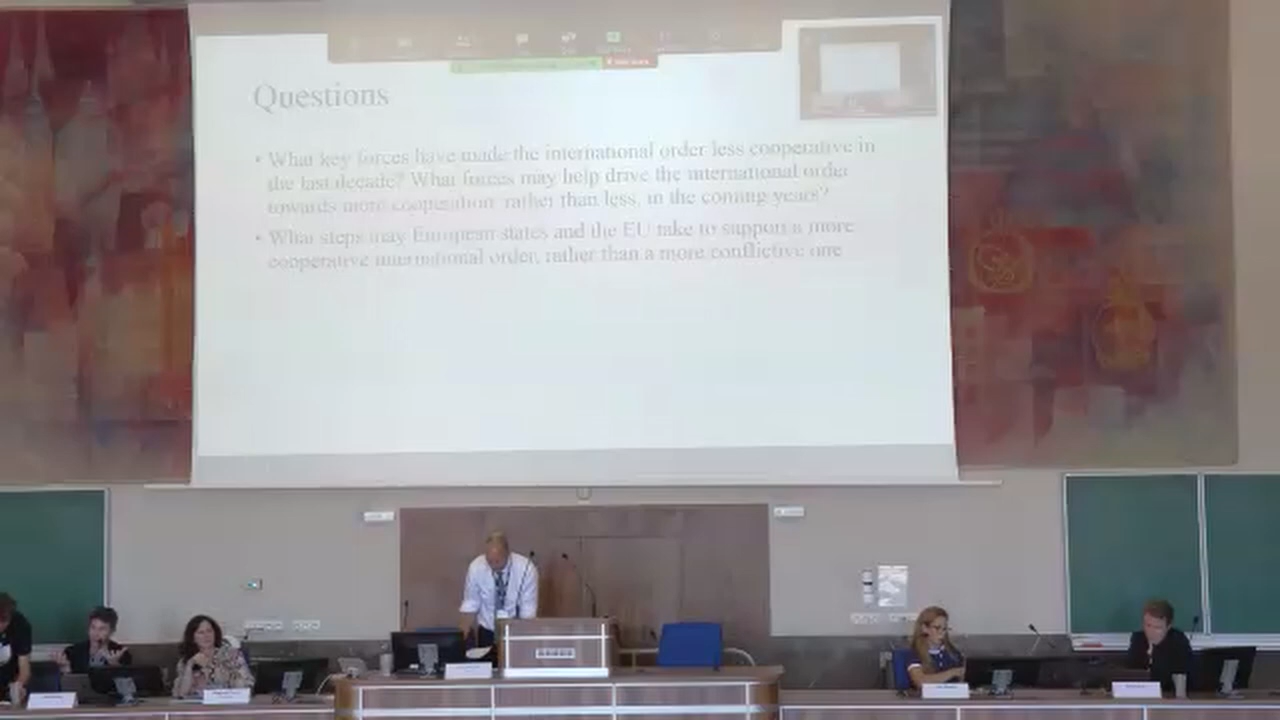 Questions
• What key forces have made the international order less cooperative in
the last decade? What forces may help drive the international order
towards more cooperation, rather than less, in the coming years?
• What steps may European states and the EU take to support a more
cooperative international order, rather than a more conflictive one